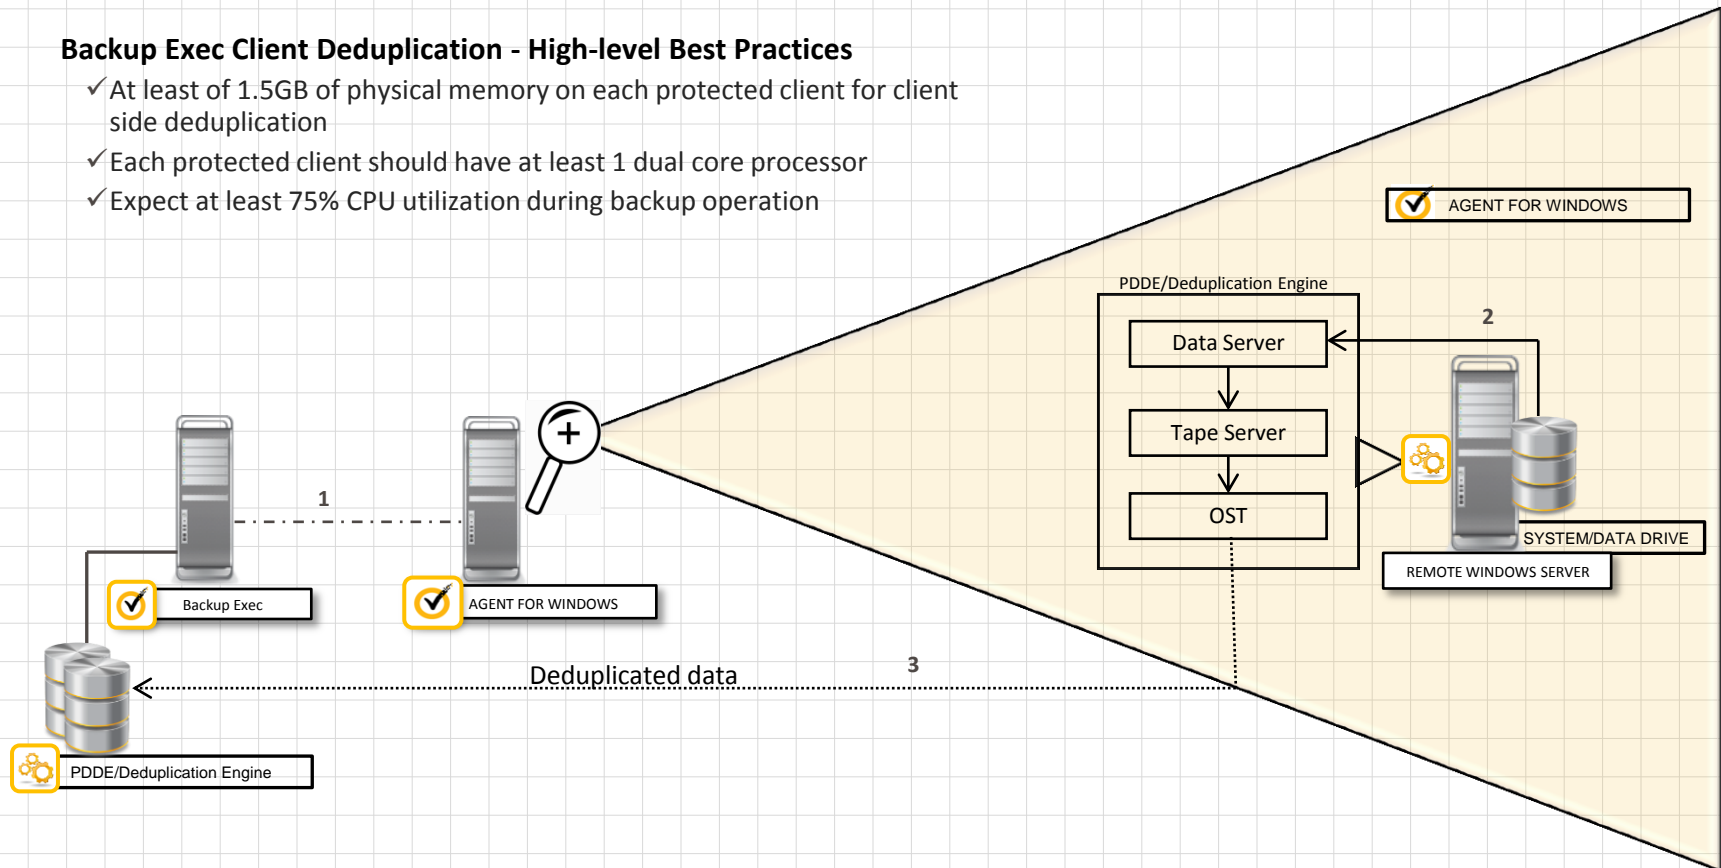 Backup Exec Client Deduplication - High-level Best Practices
✓At least of 1.5GB of physical memory on each protected client for client
side deduplication
✓Each protected client should have at least 1 dual core processor
✓Expect at least 75% CPU utilization during backup operation
AGENT FOR WINDOWS
PDDE/Deduplication Engine
2
Data Server
Tape Server
OST
SYSTEM/DATA DRIVE
REMOTE WINDOWS SERVER
1
Backup Exec
AGENT FOR WINDOWS
3
Deduplicated data
PDDE/Deduplication Engine